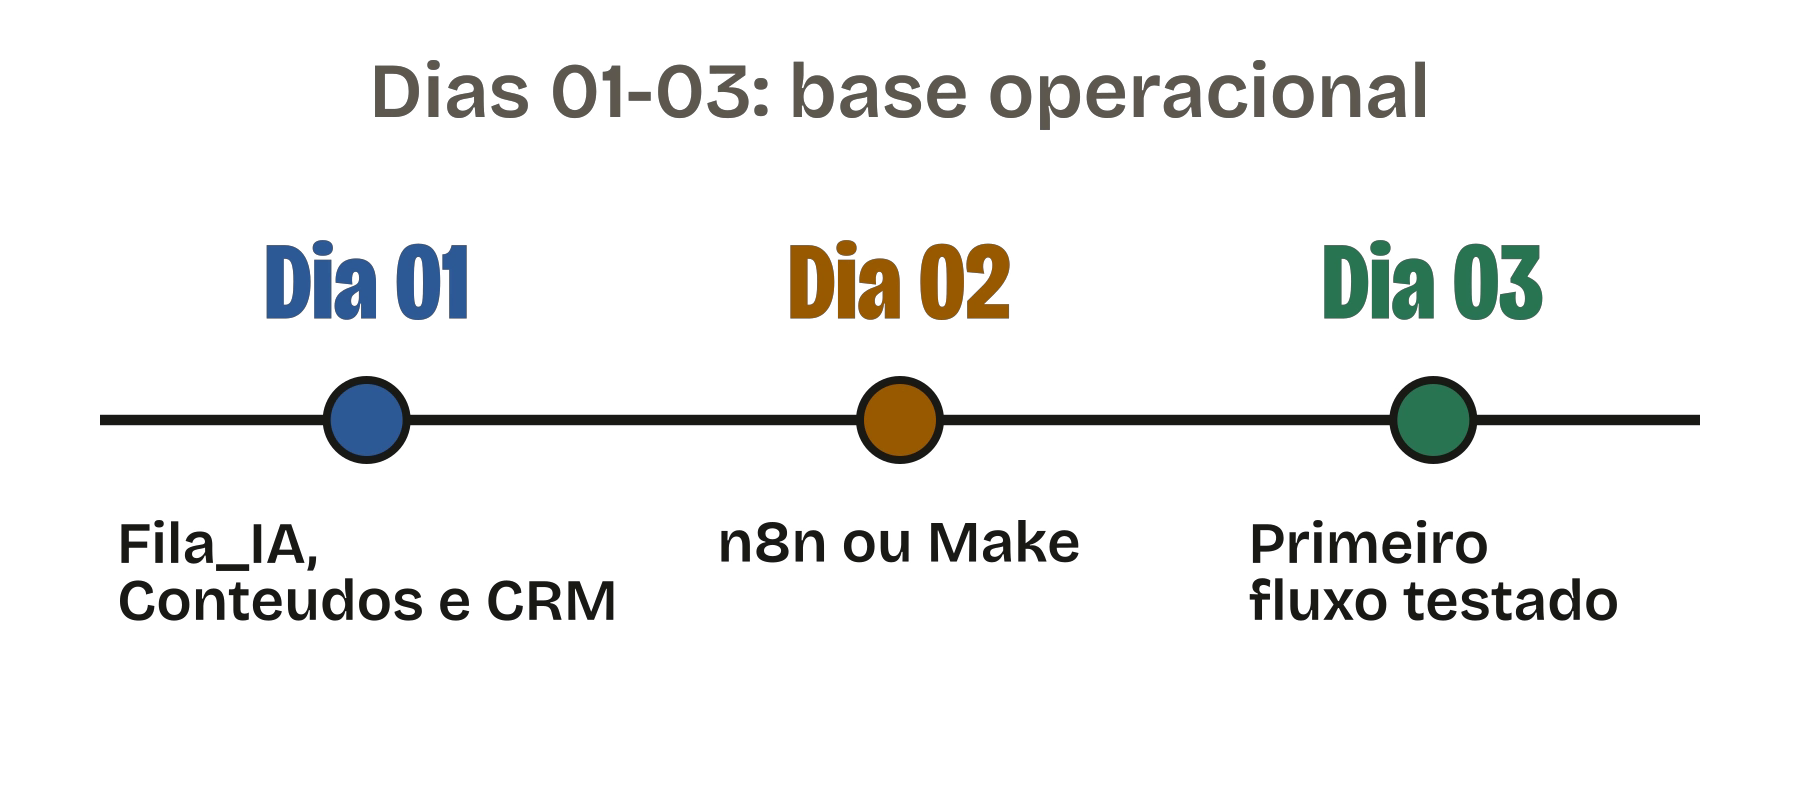 Dias 01-03: base operacional
Dia 01
Dia 02
Dia 03
Fila_IA,
Conteudos e CRM
n8n ou Make
Primeiro
fluxo testado